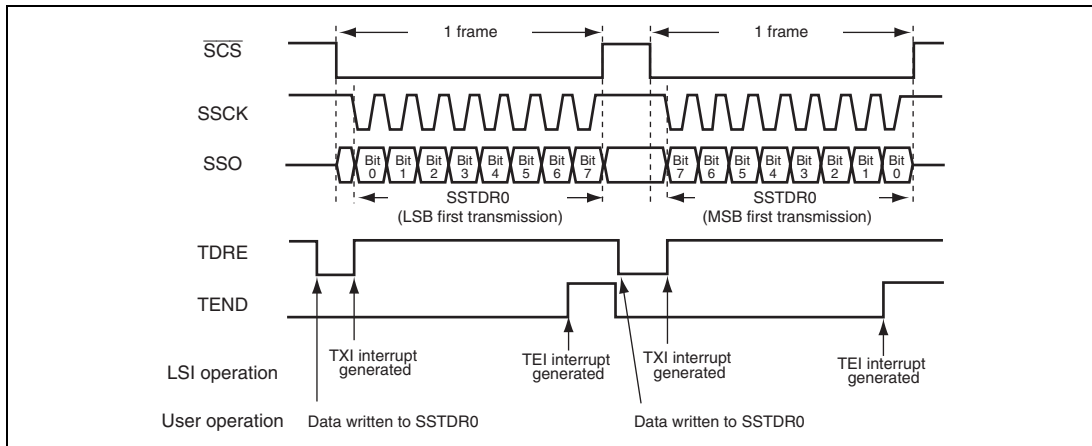 1 frame 1 frame
SCS
SSCK
SSO Bit 0 Bit 1 Bit 2 Bit 3 Bit 4 Bit 5 Bit 6 Bit 7 Bit 7 Bit 6 Bit 5 Bit 4 Bit 3 Bit 2 Bit 1 Bit 0
SSTDR0 SSTDR0
(LSB first transmission) (MSB first transmission)
TDRE
TEND
TXI interrupt TEI interrupt TXI interrupt TEI interrupt
generated generated generated generated
LSI operation
User operation Data written to SSTDR0 Data written to SSTDR0